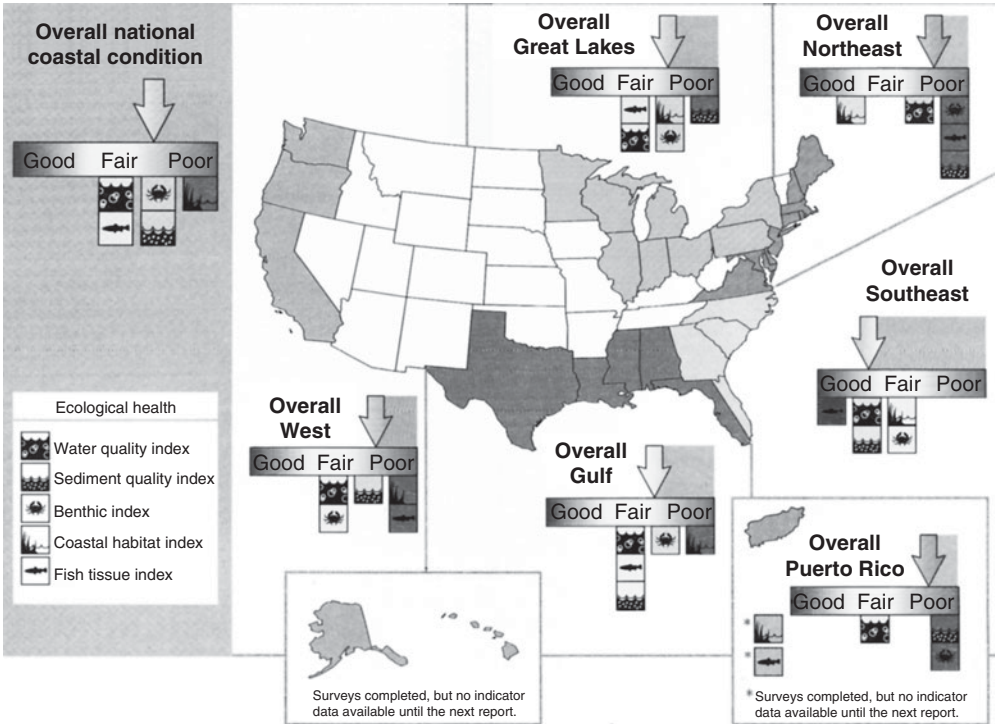 Overall national
coastal condition
Good Fair Poor
Overall
Great Lakes
Good Fair Poor
Overall
Northeast
Good Fair Poor
Overall
Southeast
Good Fair Poor
Ecological health
Water quality index
Sediment quality index
Benthic index
Coastal habitat index
Fish tissue index
Overall
West
Good Fair Poor
Overall
Gulf
Good Fair Poor
Overall
Puerto Rico
Good Fair Poor
*
*
Surveys completed, but no indicator
data available until the next report.
* Surveys completed, but no indicator
data available until the next report.